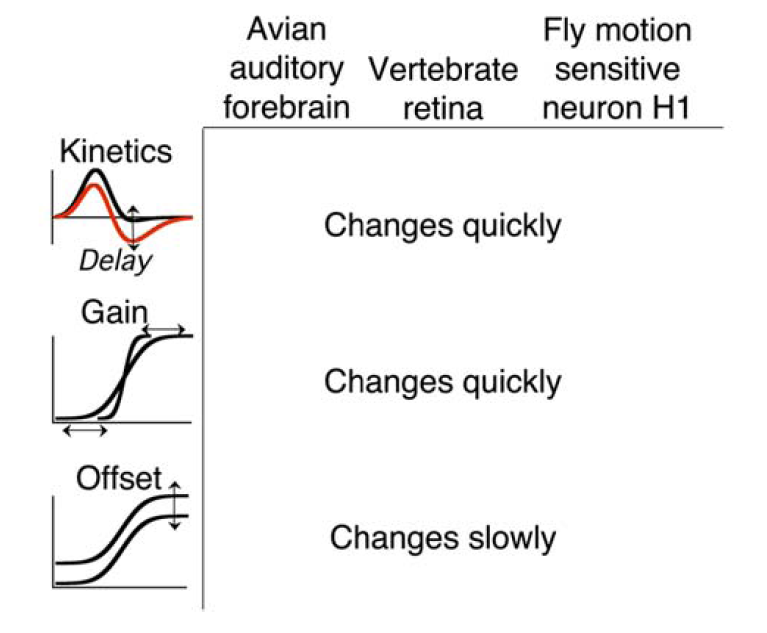 Avian
auditory
forebrain
Vertebrate
retina
Fly motion
sensitive
neuron H1
Kinetics
Delay
Changes quickly
Gain
Changes quickly
Offset
Changes slowly